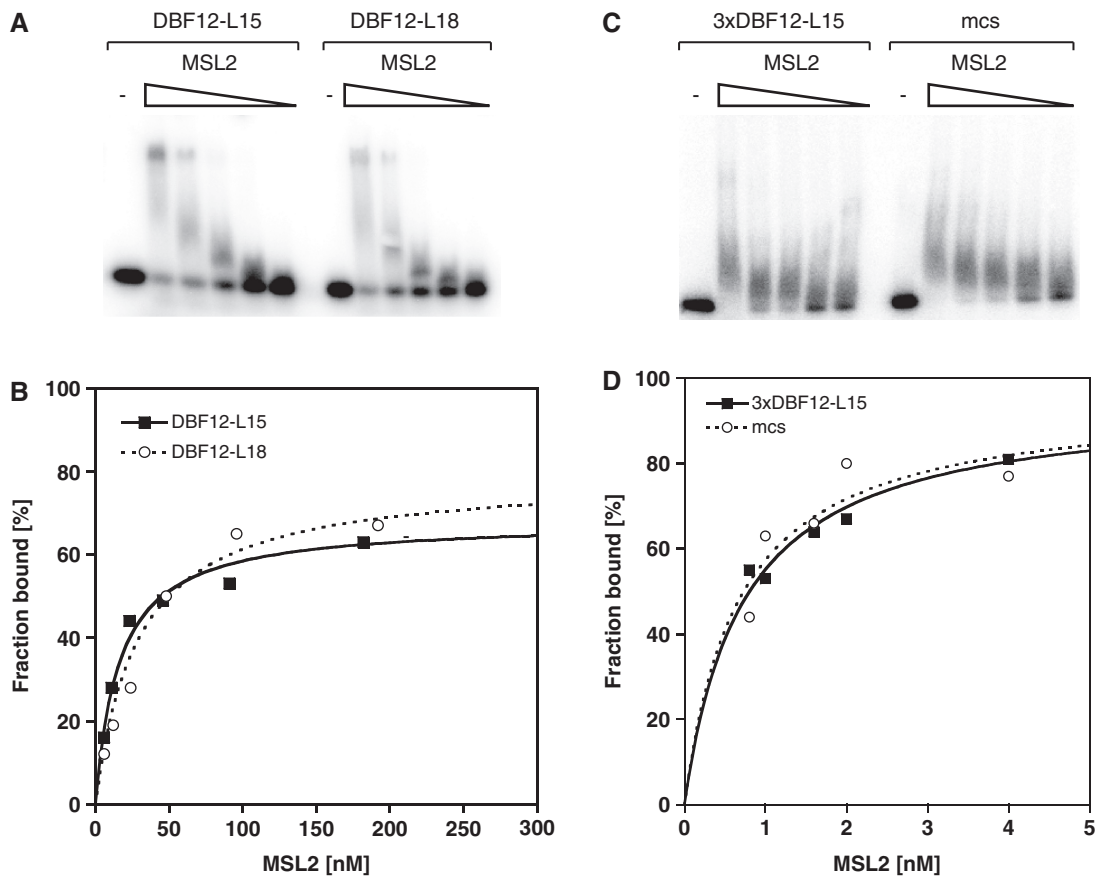 A
DBF12-L15 DBF12-L18
MSL2 MSL2
- -
C
3xDBF12-L15 mcs
MSL2 MSL2
- -
B
100
80
60
40
20
0
Fraction bound [%]
DBF12-L15
DBF12-L18
0 50 100 150 200 250 300
MSL2 [nM]
D
100
80
60
40
20
0
Fraction bound [%]
3xDBF12-L15
mcs
0 1 2 3 4 5
MSL2 [nM]